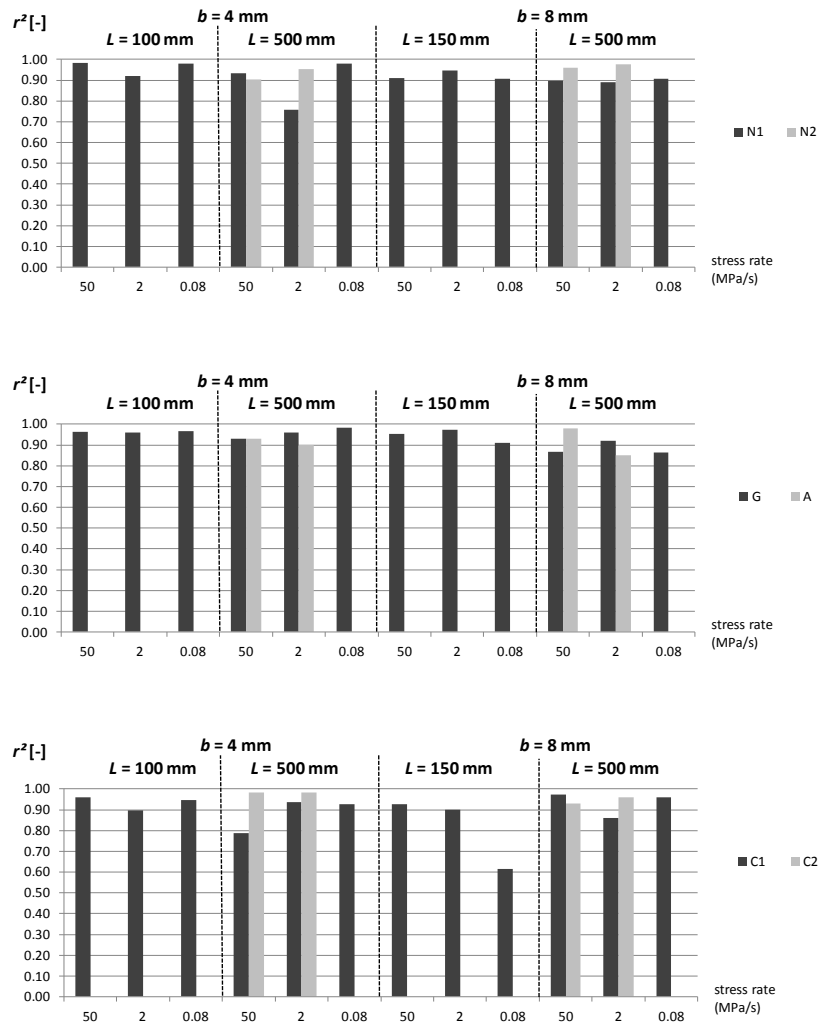 r² [-]
b = 4 mm b = 8 mm
L = 100 mm L = 500 mm L = 150 mm L = 500 mm
1.00
0.90
0.80
0.70
0.60
0.50
0.40
0.30
0.20
0.10
0.00
50 2 0.08 50 2 0.08 50 2 0.08 50 2 0.08
N1 N2
stress rate
(MPa/s)
r² [-]
b = 4 mm b = 8 mm
L = 100 mm L = 500 mm L = 150 mm L = 500 mm
1.00
0.90
0.80
0.70
0.60
0.50
0.40
0.30
0.20
0.10
0.00
50 2 0.08 50 2 0.08 50 2 0.08 50 2 0.08
G A
stress rate
(MPa/s)
r² [-]
b = 4 mm b = 8 mm
L = 100 mm L = 500 mm L = 150 mm L = 500 mm
1.00
0.90
0.80
0.70
0.60
0.50
0.40
0.30
0.20
0.10
0.00
50 2 0.08 50 2 0.08 50 2 0.08 50 2 0.08
C1 C2
stress rate
(MPa/s)